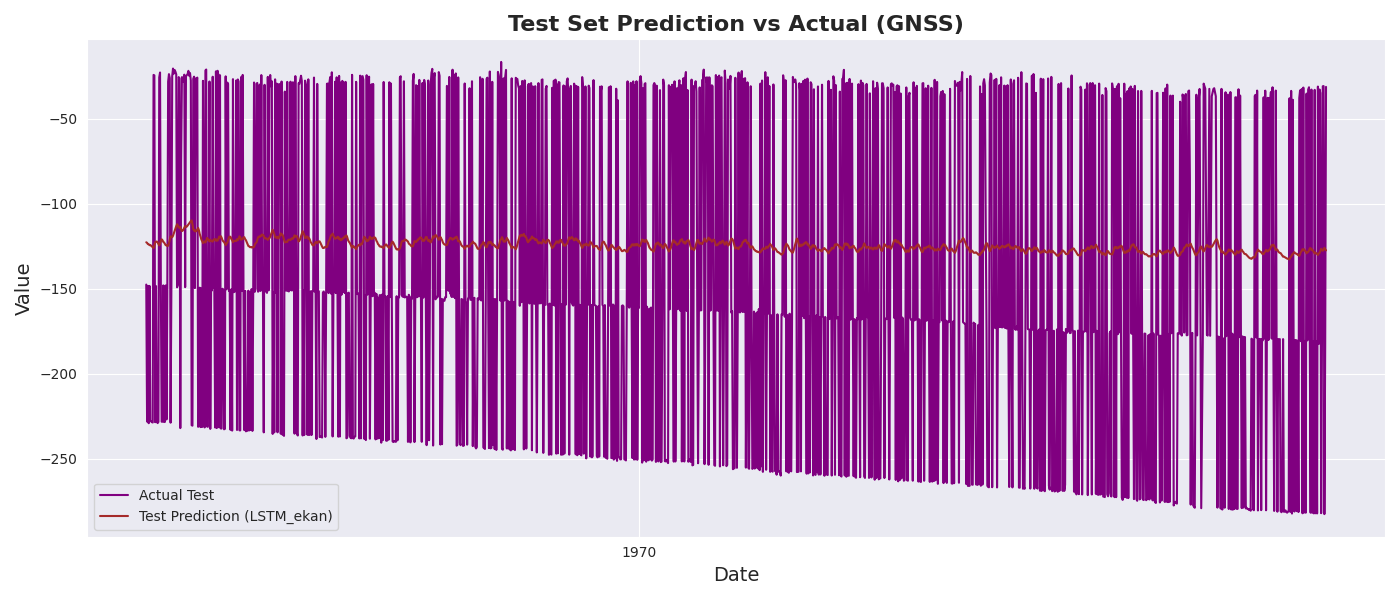 Test Set Prediction vs Actual (GNSS)
Value
−50
−100
−150
−200
−250
Actual Test
Test Prediction (LSTM_ekan)
1970
Date